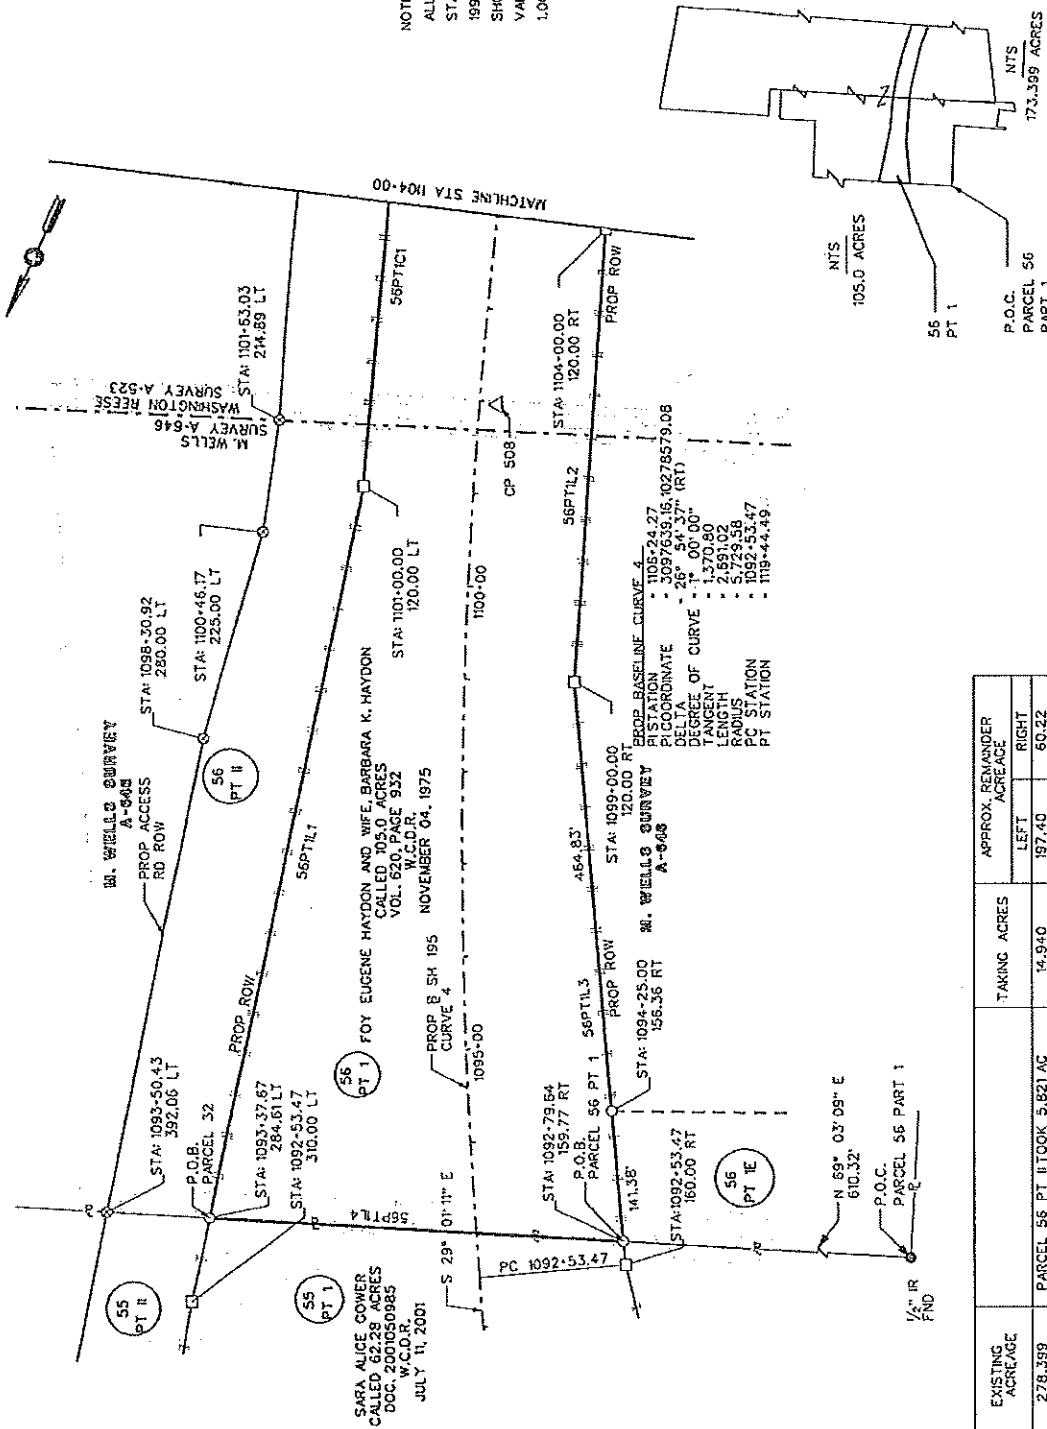 NOTE
ALL
STA
199
SHO
1.00
MATCHLINE STA 1104+00
M. WELLS
SURVEY A-646
WASHINGTON REESE
SURVEY A-523
STA: 1101+63.03
214.89 LT
STA: 1100+46.17
225.00 LT
STA: 1098+30.92
260.00 LT
M. WELLS SURVEY
PROP ACCESS
RD ROW
56
PT II
56PT1C1
56PT1L1
STA: 1101+00.00
120.00 LT
1100+00
CP 508
STA: 1104+00.00
120.00 RT
PROP ROW
56PT1L2
PROP BASELINE CURVE 4
PI STATION - 1106+24.27
PI COORDINATE - 3097639.16, 10278579.08
DELTA - 26° 54' 37" (RT)
DEGREE OF CURVE - 1° 00' 00"
TANGENT - 1,370.80
LENGTH - 2,691.02
RADIUS - 5,729.58
PC STATION - 1092+53.47
PT STATION - 1119+44.49
STA: 1099+00.00
120.00 RT
M. WELLS SURVEY
464.83'
FOY EUGENE HAYDON AND WIFE, BARBARA K. HAYDON
CALLED 105.0 ACRES
VOL. 620, PAGE 932
W.C.D.R.
NOVEMBER 04, 1975
56
PT 1
PROP ROW
PROP B SH 195
CURVE 4
1095+00
STA: 1093+50.43
392.06 LT
P.O.B.
PARCEL 32
STA: 1093+37.67
284.61 LT
STA: 1092+53.47
310.00 LT
56PT1L4
55
PT II
55
PT 1
SARA ALICE COWER
CALLED 62.28 ACRES
DOC. 2001050985
W.C.D.R.
JULY 11, 2001
S 29° 01' 11" E
PC 1092+53.47
STA: 1092+79.64
159.77 RT
P.O.B.
PARCEL 56 PT 1
56PT1L3
PROP ROW
STA: 1094+25.00
156.36 RT
141.38'
STA: 1092+53.47
160.00 RT
56
PT 1E
N 69° 03' 09" E
610.32'
P.O.C.
PARCEL 56 PART 1
1/2" IR
FND
NTS
105.0 ACRES
NTS
173.399 ACRES
56
PT 1
P.O.C.
PARCEL 56
PART 1
EXISTING
ACREAGE
TAKING ACRES
APPROX. REMAINDER
ACREAGE
LEFT RIGHT
278.399 PARCEL 56 PT II TOOK 5.821 AC 14.940 197.40 60.22